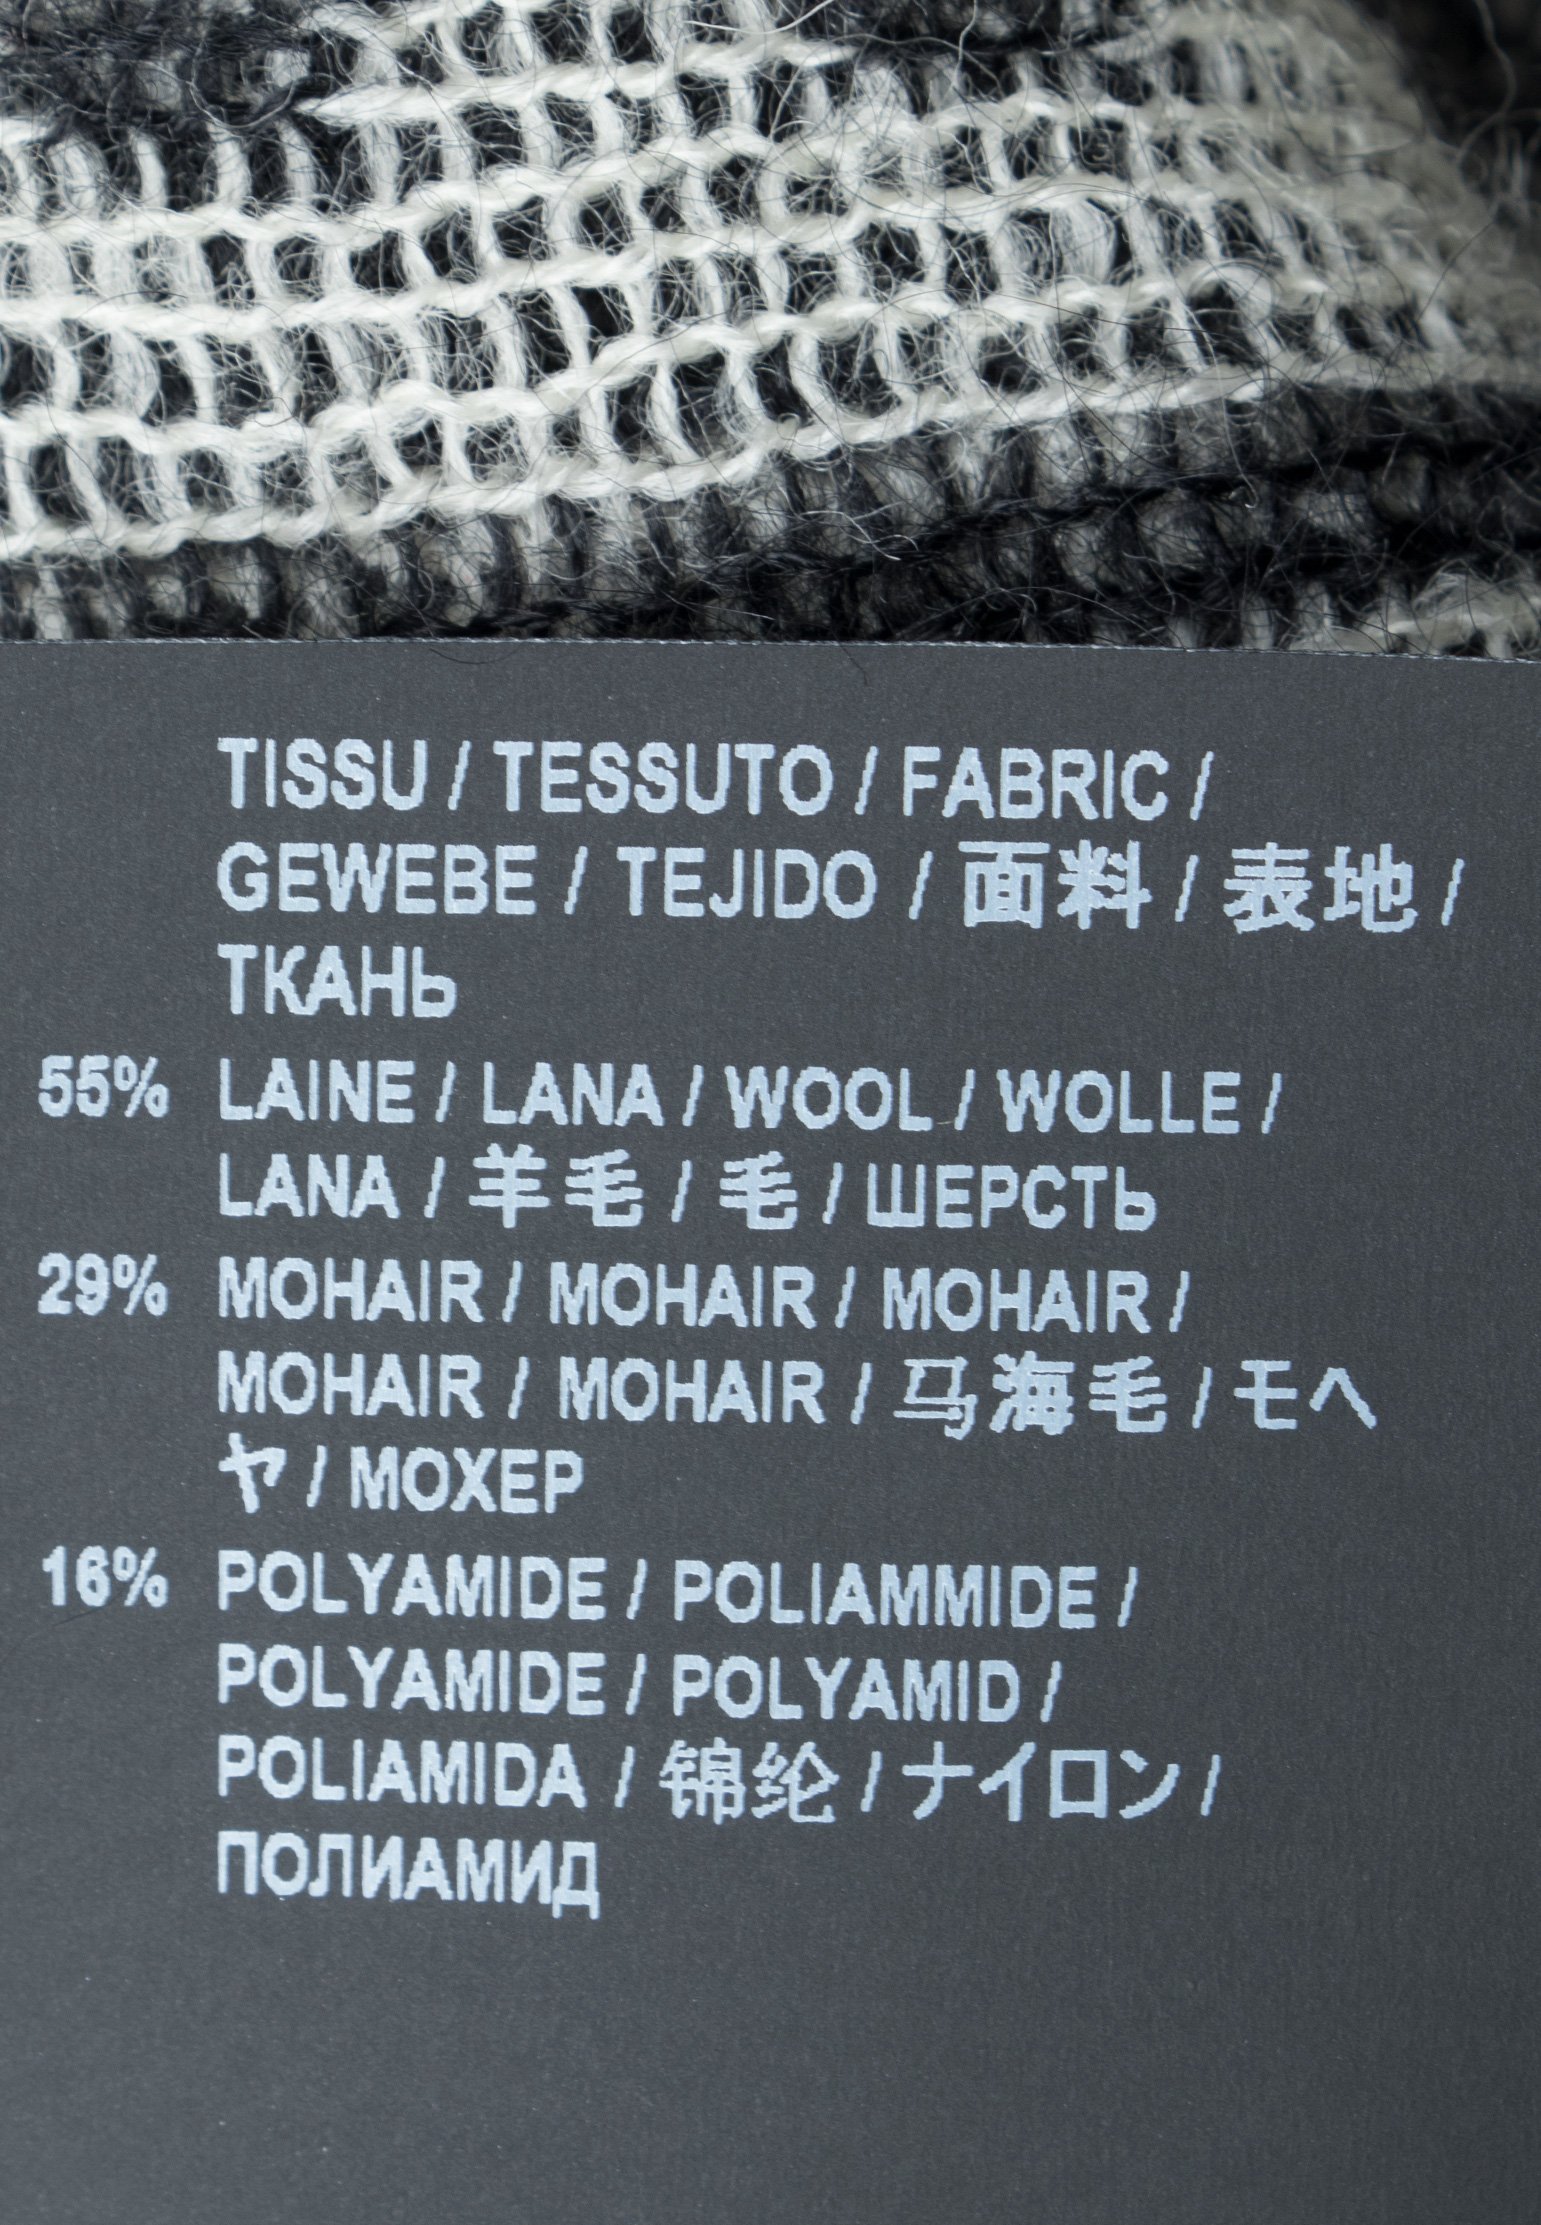 TISSU / TESSUTO / FABRIC /
GEWEBE / TEJIDO / 面料 / 表地 /
ТКАНЬ
55% LAINE / LANA / WOOL / WOLLE /
LANA / 羊毛 / 毛 / ШЕРСТЬ
29% MOHAIR / MOHAIR / MOHAIR /
MOHAIR / MOHAIR / 马海毛 / モヘ
ヤ / МОХЕР
16% POLYAMIDE / POLIAMMIDE /
POLYAMIDE / POLYAMID /
POLIAMIDA / 锦纶 / ナイロン /
ПОЛИАМИД